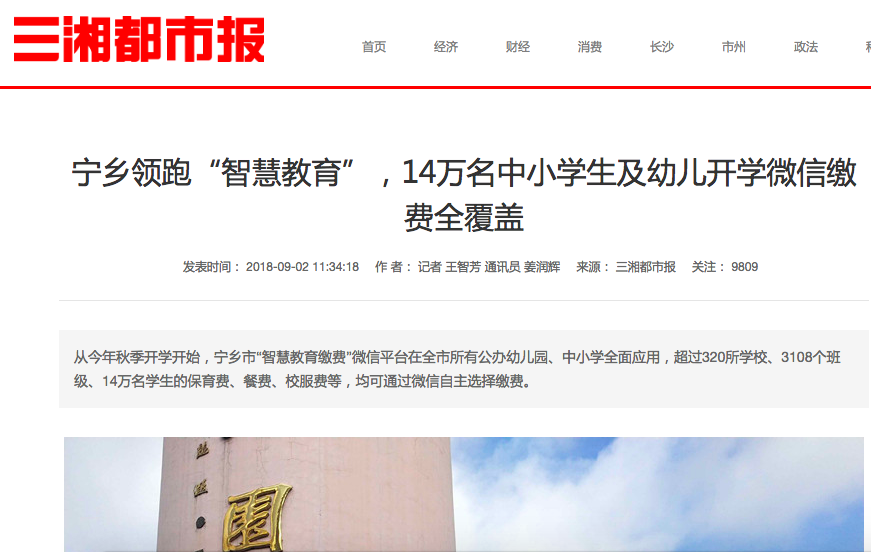 三湘都市报
首页 经济 财经 消费 长沙 市州 政法
宁乡领跑“智慧教育”，14万名中小学生及幼儿开学微信缴
费全覆盖
发表时间： 2018-09-02 11:34:18 作 者： 记者 王智芳 通讯员 姜润辉 来源： 三湘都市报 关注： 9809
从今年秋季开学开始，宁乡市“智慧教育缴费”微信平台在全市所有公办幼儿园、中小学全面应用，超过320所学校、3108个班
级、14万名学生的保育费、餐费、校服费等，均可通过微信自主选择缴费。
園